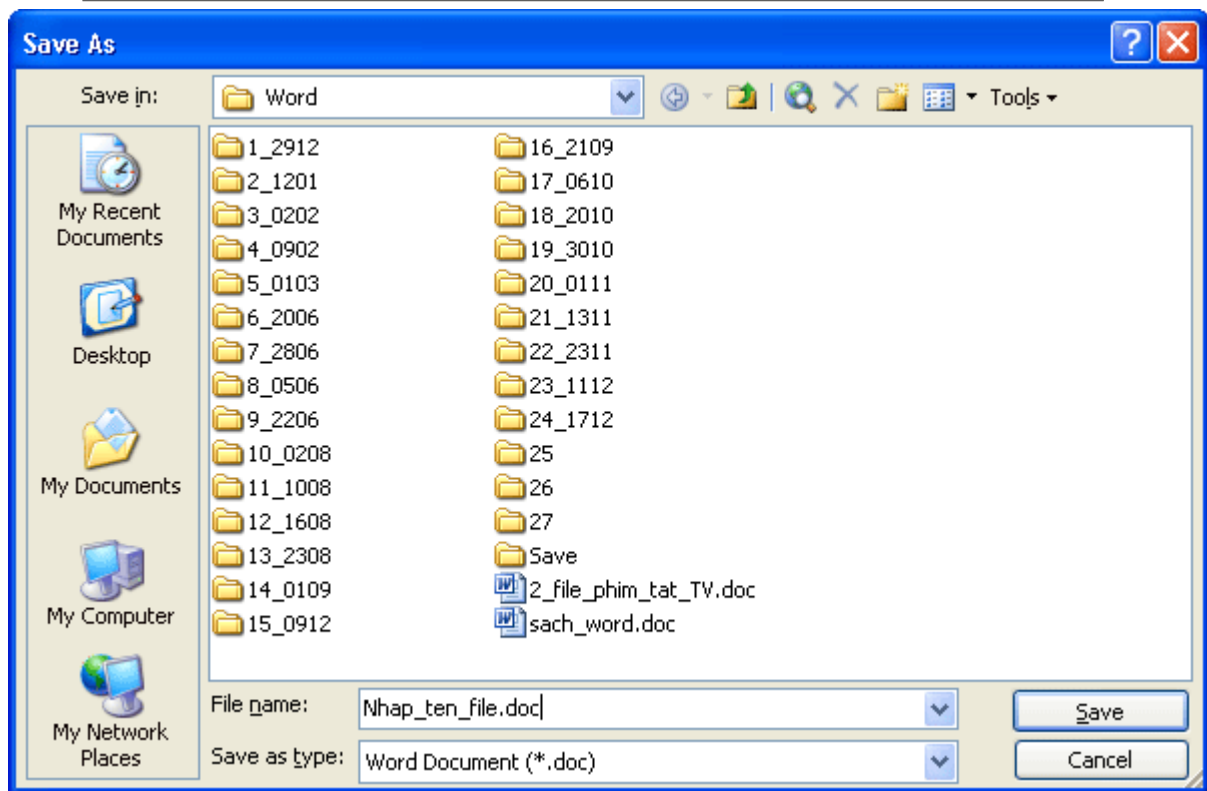 Save As
Save in:
Word
Tools
My Recent
Documents
Desktop
My Documents
My Computer
My Network
Places
1_2912
2_1201
3_0202
4_0902
5_0103
6_2006
7_2806
8_0506
9_2206
10_0208
11_1008
12_1608
13_2308
14_0109
15_0912
16_2109
17_0610
18_2010
19_3010
20_0111
21_1311
22_2311
23_1112
24_1712
25
26
27
Save
2_file_phim_tat_TV.doc
sach_word.doc
File name:
Nhap_ten_file.doc
Save
Save as type:
Word Document (*.doc)
Cancel